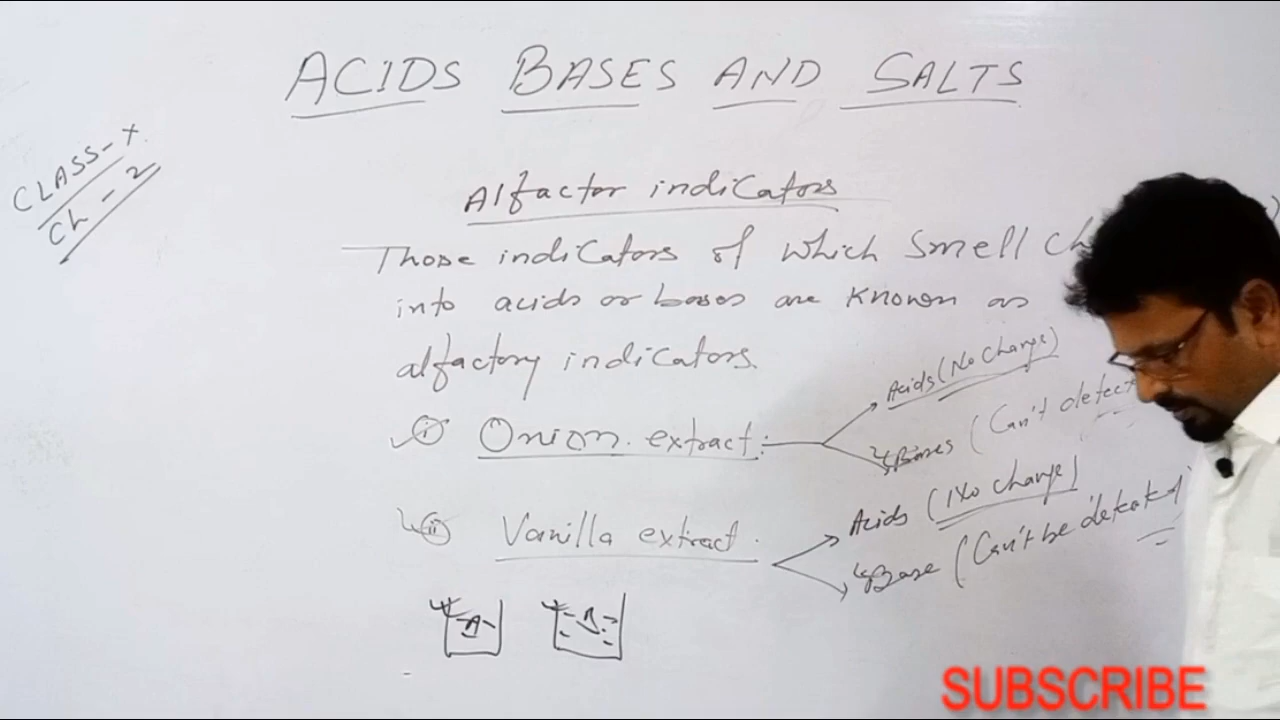 ACIDS BASES AND SALTS
CLASS-X
Ch-2
Alfactor indicators
Those indicators of which smell
into acids or bases are known as
alfactory indicators.
i Onion extract:
Acids (No Change)
Bases (Can't detect
ii Vanilla extract.
Acids (No change)
Base (Can't be detected
A B
SUBSCRIBE